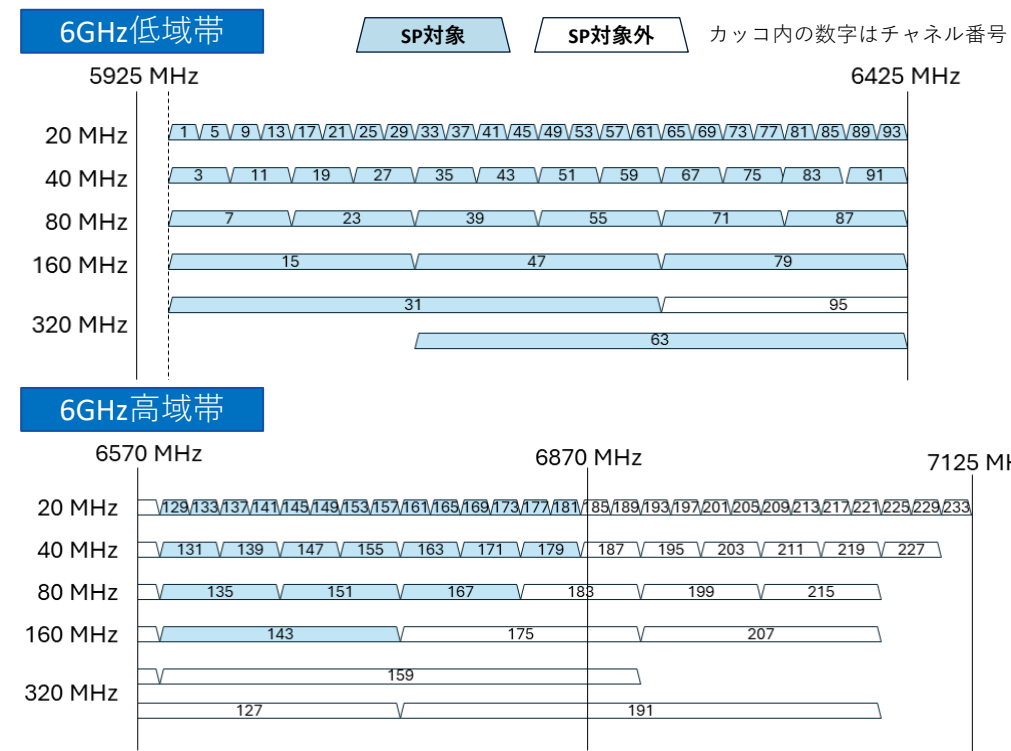 6GHz低域帯
SP対象 SP対象外 カッコ内の数字はチャネル番号
5925 MHz 6425 MHz
20 MHz 1 5 9 13 17 21 25 29 33 37 41 45 49 53 57 61 65 69 73 77 81 85 89 93
40 MHz 3 11 19 27 35 43 51 59 67 75 83 91
80 MHz 7 23 39 55 71 87
160 MHz 15 47 79
31 95
320 MHz
63
6GHz高域帯
6570 MHz 6870 MHz 7125 MH
20 MHz 129 133 137 141 145 149 153 157 161 165 169 173 177 181 185 189 193 197 201 205 209 213 217 221 225 229 233
40 MHz 131 139 147 155 163 171 179 187 195 203 211 219 227
80 MHz 135 151 167 183 199 215
160 MHz 143 175 207
159
320 MHz
127 191